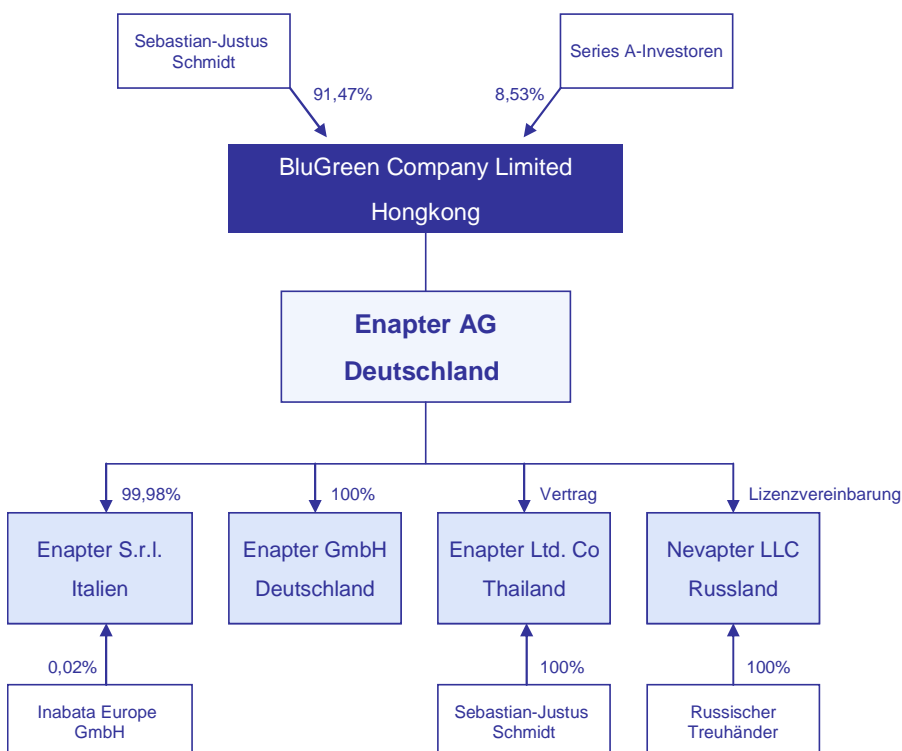 Sebastian-Justus
Schmidt
Series A-Investoren
91,47%
8,53%
BluGreen Company Limited
Hongkong
Enapter AG
Deutschland
99,98%
100%
Vertrag
Lizenzvereinbarung
Enapter S.r.l.
Italien
Enapter GmbH
Deutschland
Enapter Ltd. Co
Thailand
Nevapter LLC
Russland
0,02%
100%
100%
Inabata Europe
GmbH
Sebastian-Justus
Schmidt
Russischer
Treuhänder